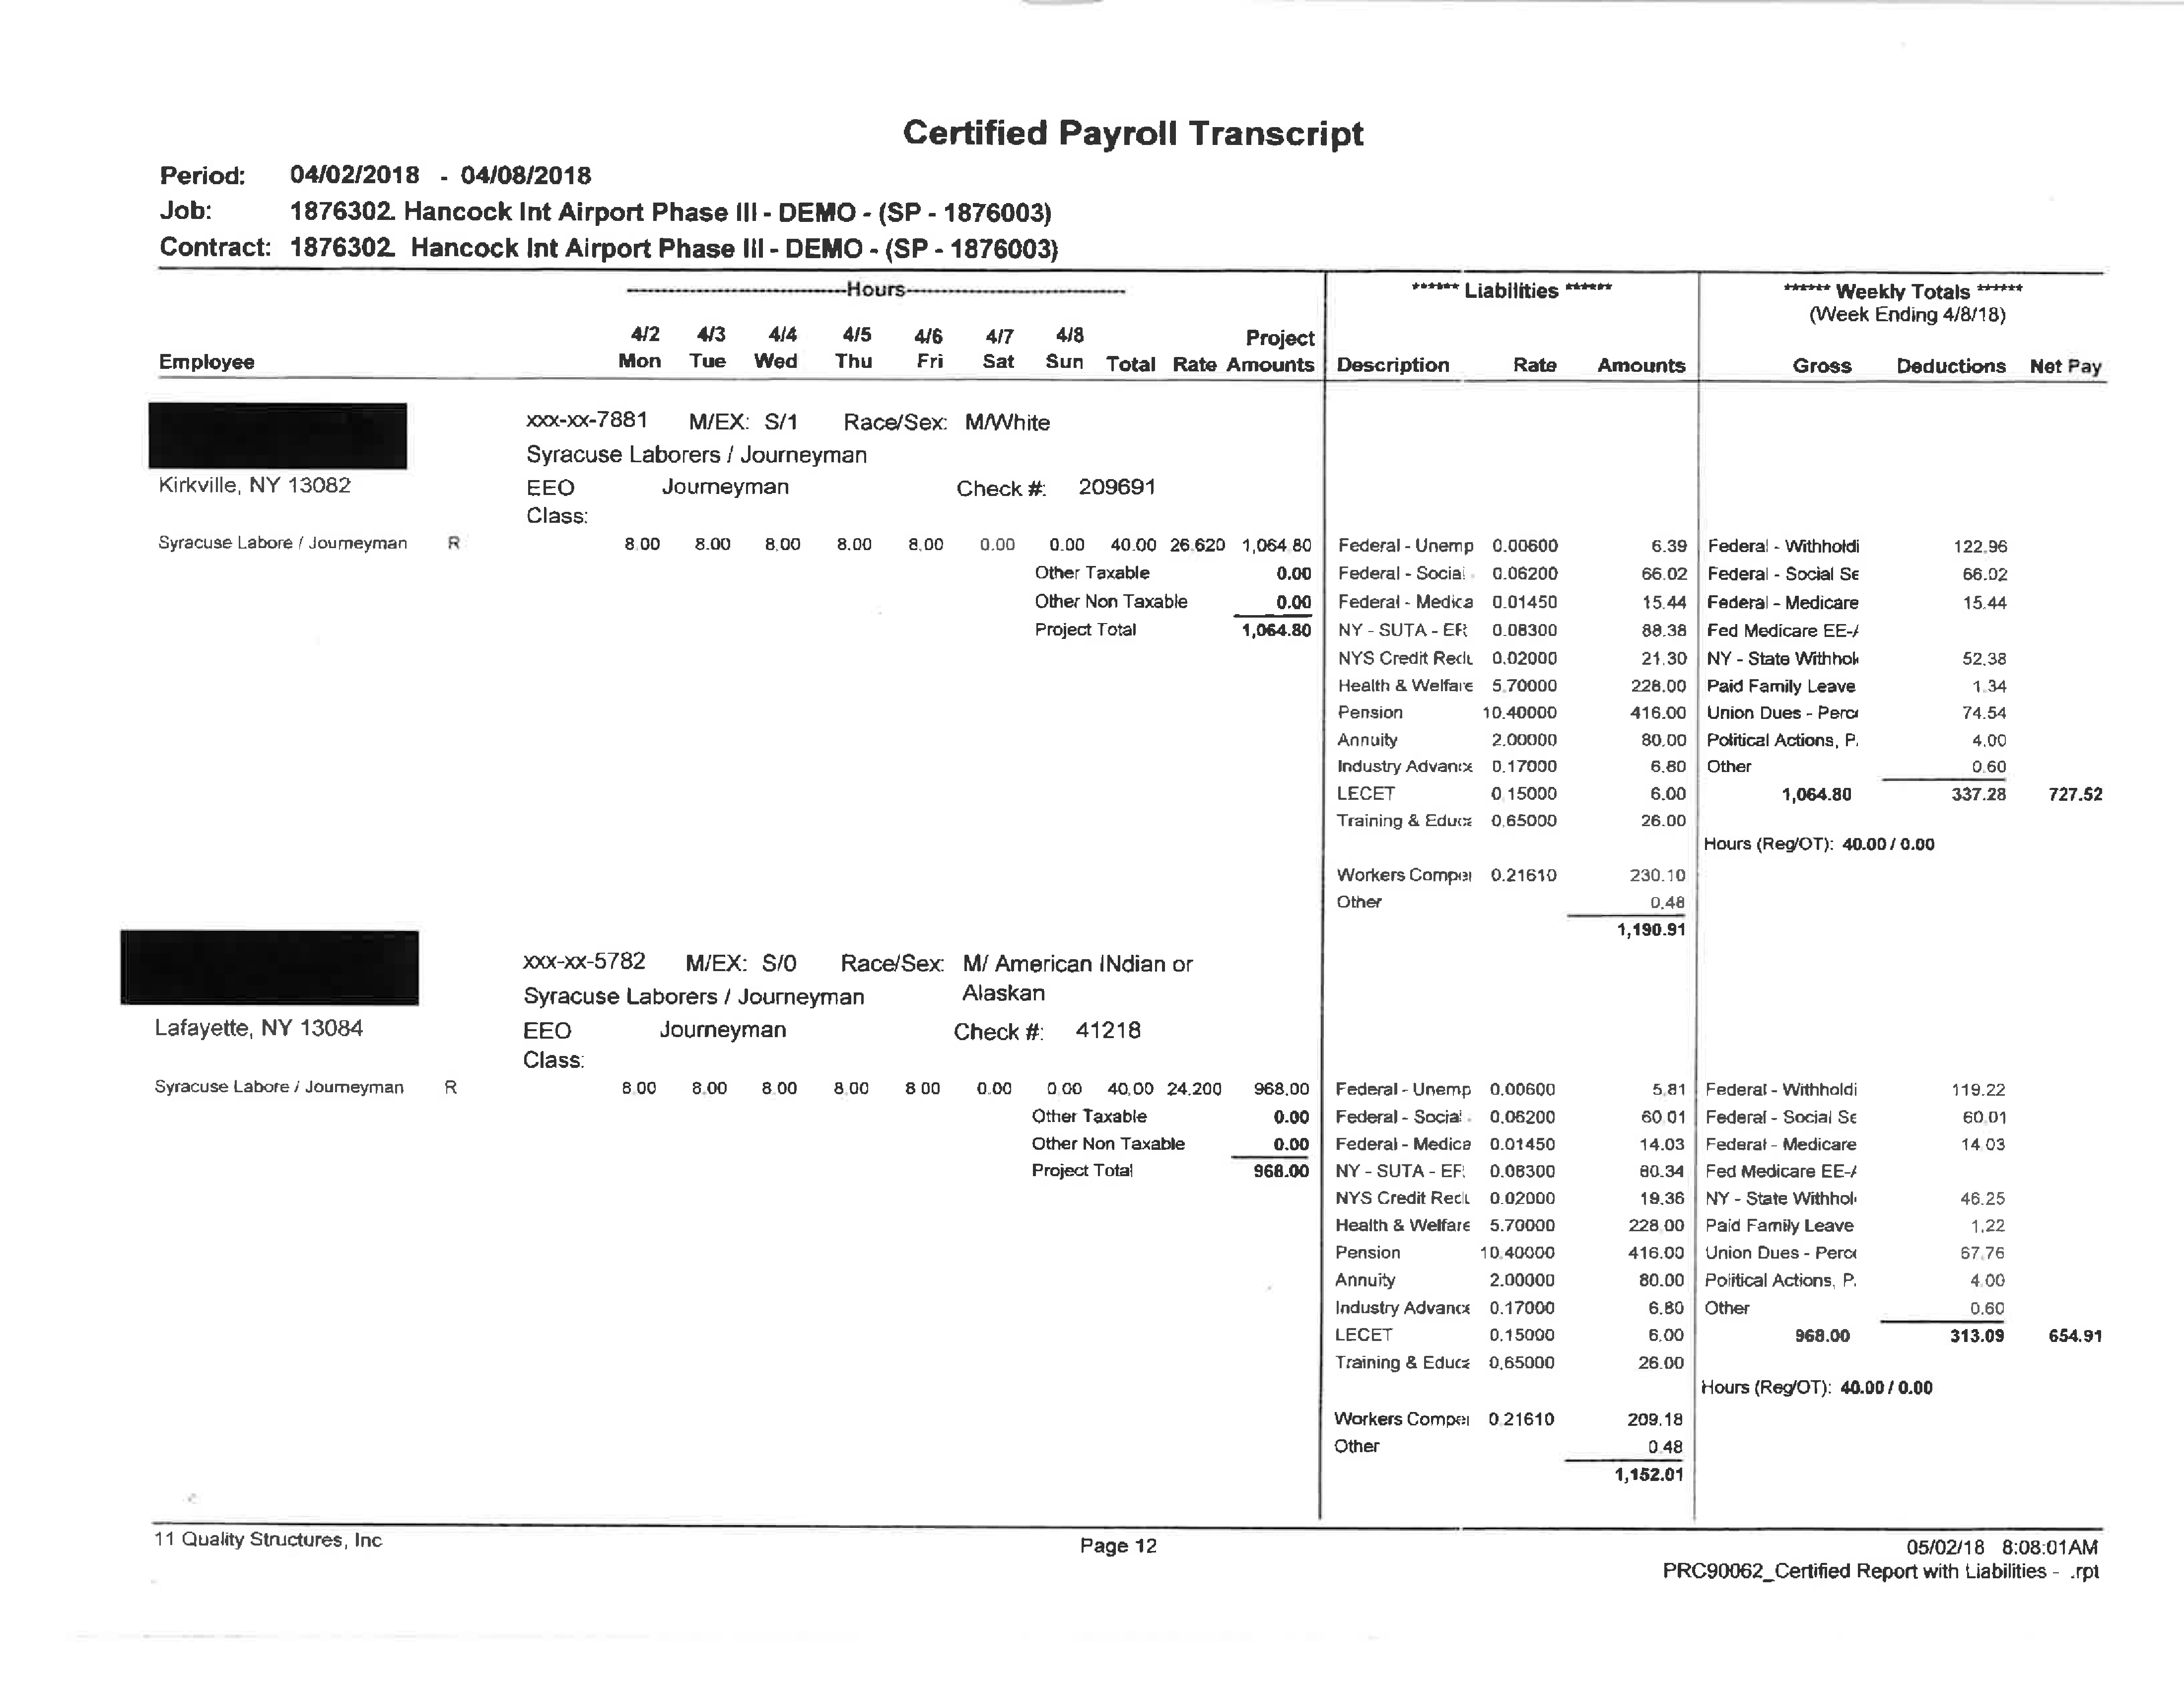 Certified Payroll Transcript
Period: 04/02/2018 - 04/08/2018
Job: 1876302. Hancock Int Airport Phase III - DEMO - (SP - 1876003)
Contract: 1876302. Hancock Int Airport Phase III - DEMO - (SP - 1876003)
Hours ****** Liabilities ****** ****** Weekly Totals ******
(Week Ending 4/8/18)
4/2 4/3 4/4 4/5 4/6 4/7 4/8 Project
Employee Mon Tue Wed Thu Fri Sat Sun Total Rate Amounts Description Rate Amounts Gross Deductions Net Pay
xxx-xx-7881 M/EX: S/1 Race/Sex: M/White
Syracuse Laborers / Journeyman
Kirkville, NY 13082 EEO Journeyman Check #: 209691
Class:
Syracuse Labore / Journeyman R 8.00 8.00 8.00 8.00 8.00 0.00 0.00 40.00 26.620 1,064.80 Federal - Unemp 0.00600 6.39 Federal - Withholdi 122.96
Other Taxable 0.00 Federal - Social 0.06200 66.02 Federal - Social Se 66.02
Other Non Taxable 0.00 Federal - Medica 0.01450 15.44 Federal - Medicare 15.44
Project Total 1,064.80 NY - SUTA - ER 0.08300 88.38 Fed Medicare EE-A
NYS Credit Redu 0.02000 21.30 NY - State Withhol 52.38
Health & Welfare 5.70000 228.00 Paid Family Leave 1.34
Pension 10.40000 416.00 Union Dues - Perce 74.54
Annuity 2.00000 80.00 Political Actions, P. 4.00
Industry Advance 0.17000 6.80 Other 0.60
LECET 0.15000 6.00 1,064.80 337.28 727.52
Training & Educa 0.65000 26.00
Hours (Reg/OT): 40.00 / 0.00
Workers Compen 0.21610 230.10
Other 0.48
1,190.91
xxx-xx-5782 M/EX: S/0 Race/Sex: M/ American INdian or
Syracuse Laborers / Journeyman Alaskan
Lafayette, NY 13084 EEO Journeyman Check #: 41218
Class:
Syracuse Labore / Journeyman R 8.00 8.00 8.00 8.00 8.00 0.00 0.00 40.00 24.200 968.00 Federal - Unemp 0.00600 5.81 Federal - Withholdi 119.22
Other Taxable 0.00 Federal - Social 0.06200 60.01 Federal - Social Se 60.01
Other Non Taxable 0.00 Federal - Medica 0.01450 14.03 Federal - Medicare 14.03
Project Total 968.00 NY - SUTA - ER 0.08300 80.34 Fed Medicare EE-A
NYS Credit Redu 0.02000 19.36 NY - State Withhol 46.25
Health & Welfare 5.70000 228.00 Paid Family Leave 1.22
Pension 10.40000 416.00 Union Dues - Perce 67.76
Annuity 2.00000 80.00 Political Actions, P. 4.00
Industry Advance 0.17000 6.80 Other 0.60
LECET 0.15000 6.00 968.00 313.09 654.91
Training & Educa 0.65000 26.00
Hours (Reg/OT): 40.00 / 0.00
Workers Compen 0.21610 209.18
Other 0.48
1,152.01
11 Quality Structures, Inc Page 12 05/02/18 8:08:01AM
PRC90062_Certified Report with Liabilities - .rpt